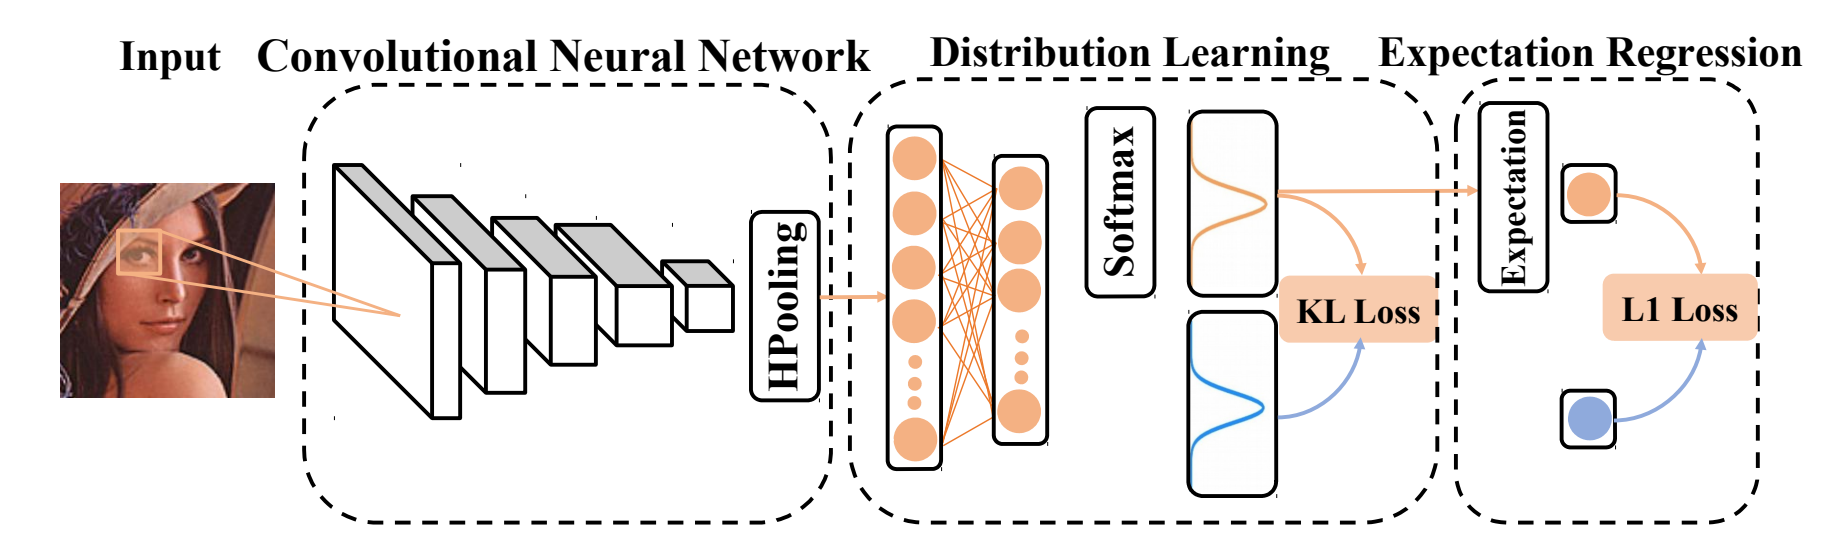 Input
Convolutional Neural Network
Distribution Learning
Expectation Regression
HPooling
Softmax
KL Loss
Expectation
L1 Loss